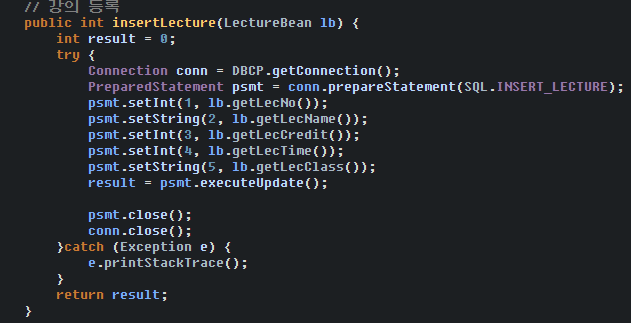 // 강의 등록
public int insertLecture(LectureBean lb) {
    int result = 0;
    try {
        Connection conn = DBCP.getConnection();
        PreparedStatement psmt = conn.prepareStatement(SQL.INSERT_LECTURE);
        psmt.setInt(1, lb.getLecNo());
        psmt.setString(2, lb.getLecName());
        psmt.setInt(3, lb.getLecCredit());
        psmt.setInt(4, lb.getLecTime());
        psmt.setString(5, lb.getLecClass());
        result = psmt.executeUpdate();

        psmt.close();
        conn.close();
    }catch (Exception e) {
        e.printStackTrace();
    }
    return result;
}